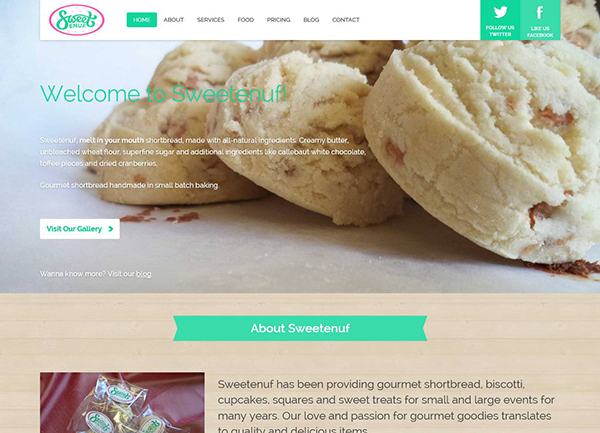 Sweet
ENUF
HOME ABOUT SERVICES FOOD PRICING BLOG CONTACT
FOLLOW US
TWITTER
LIKE US
FACEBOOK
Welcome to Sweetenuf!
Sweetenuf, melt in your mouth shortbread, made with all-natural ingredients. Creamy butter,
unbleached wheat flour, superfine sugar and additional ingredients like callebaut white chocolate,
toffee pieces and dried cranberries.
Gourmet shortbread handmade in small batch baking.
Visit Our Gallery
Wanna know more? Visit our blog.
About Sweetenuf
Sweetenuf has been providing gourmet shortbread, biscotti,
cupcakes, squares and sweet treats for small and large events for
many years. Our love and passion for gourmet goodies translates
to quality and delicious items.